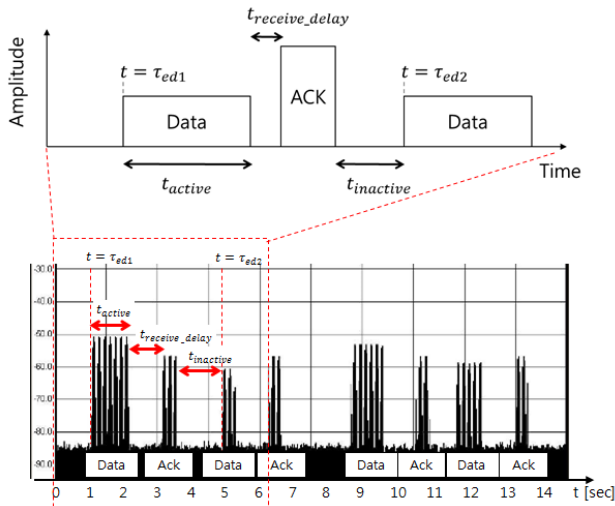 t_receive_delay
Amplitude
t = τ_ed1
t = τ_ed2
ACK
Data
Data
t_active
t_inactive
Time
t = τ_ed1
t = τ_ed2
-30.0
t_active
-50.0
t_receive_delay
t_inactive
-60.0
-70.0
-80.0
-90.0
Data Ack Data Ack Data Ack Data Ack
0 1 2 3 4 5 6 7 8 9 10 11 12 13 14 t [sec]